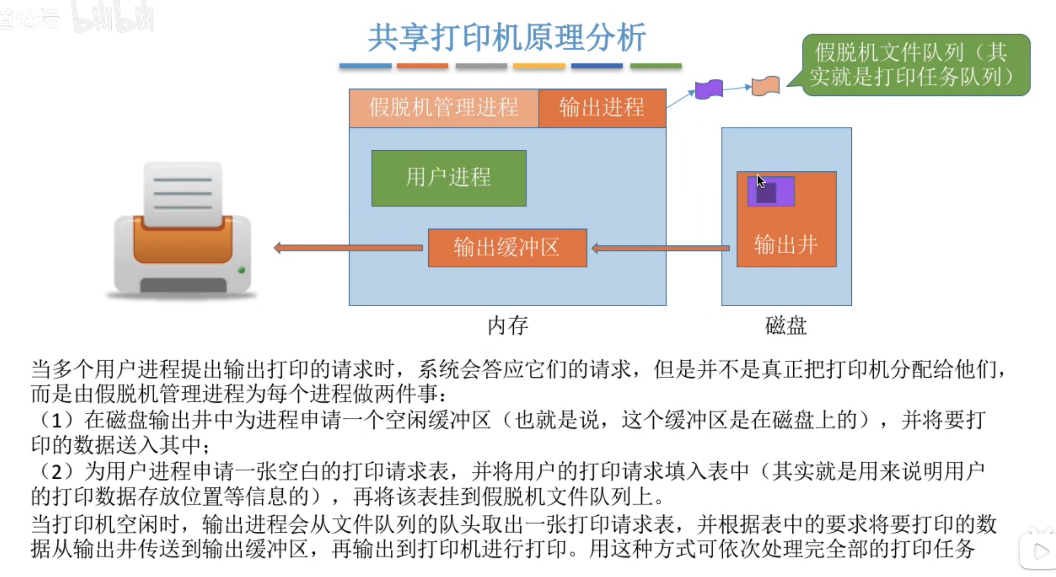 共享打印机原理分析
假脱机文件队列（其
实就是打印任务队列）
假脱机管理进程
输出进程
用户进程
输出缓冲区
输出井
内存
磁盘
当多个用户进程提出输出打印的请求时，系统会答应它们的请求，但是并不是真正把打印机分配给他们，
而是由假脱机管理进程为每个进程做两件事：
（1）在磁盘输出井中为进程申请一个空闲缓冲区（也就是说，这个缓冲区是在磁盘上的），并将要打
印的数据送入其中；
（2）为用户进程申请一张空白的打印请求表，并将用户的打印请求填入表中（其实就是用来说明用户
的打印数据存放位置等信息的），再将该表挂到假脱机文件队列上。
当打印机空闲时，输出进程会从文件队列的队头取出一张打印请求表，并根据表中的要求将要打印的数
据从输出井传送到输出缓冲区，再输出到打印机进行打印。用这种方式可依次处理完全部的打印任务